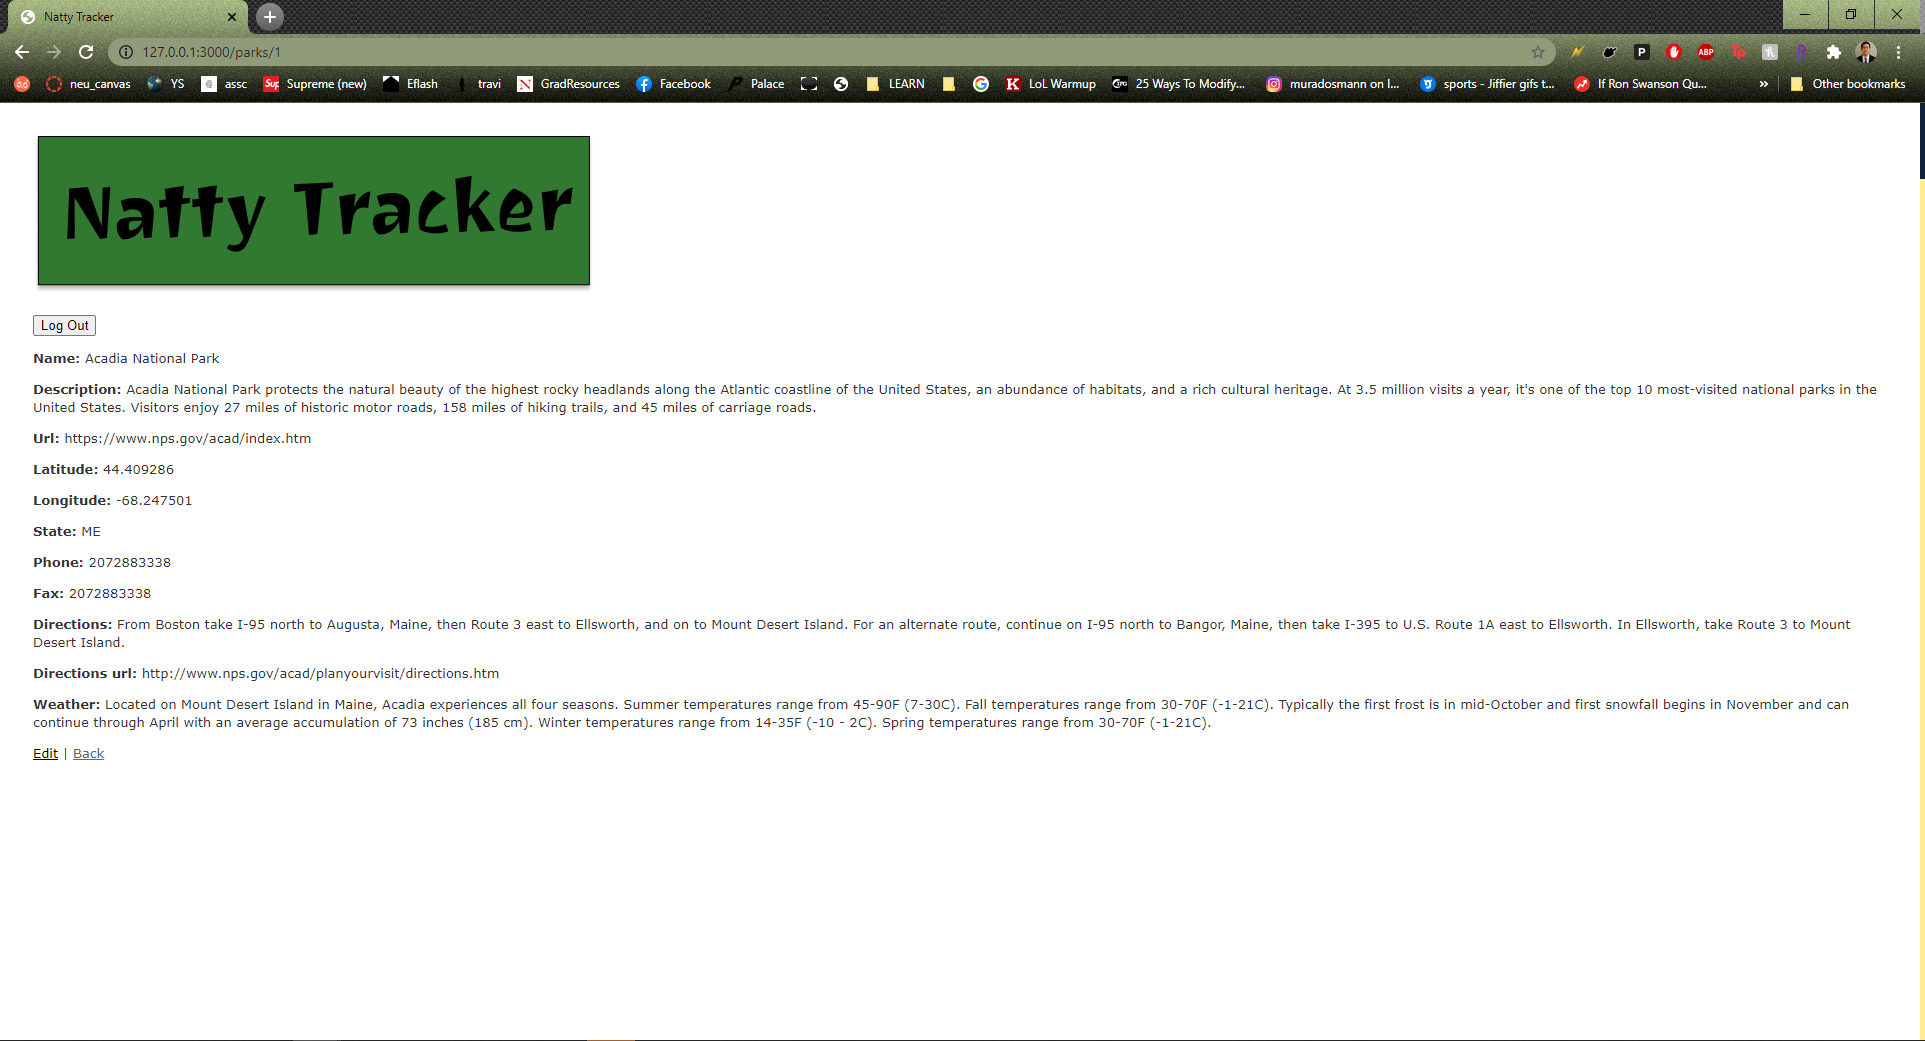 Natty Tracker
127.0.0.1:3000/parks/1
neu_canvas YS assc Supreme (new) Eflash travi GradResources Facebook Palace LEARN LoL Warmup 25 Ways To Modify... muradosmann on I... sports - Jiffier gifs t... If Ron Swanson Qu... » Other bookmarks
Natty Tracker
Log Out
Name: Acadia National Park
Description: Acadia National Park protects the natural beauty of the highest rocky headlands along the Atlantic coastline of the United States, an abundance of habitats, and a rich cultural heritage. At 3.5 million visits a year, it's one of the top 10 most-visited national parks in the
United States. Visitors enjoy 27 miles of historic motor roads, 158 miles of hiking trails, and 45 miles of carriage roads.
Url: https://www.nps.gov/acad/index.htm
Latitude: 44.409286
Longitude: -68.247501
State: ME
Phone: 2072883338
Fax: 2072883338
Directions: From Boston take I-95 north to Augusta, Maine, then Route 3 east to Ellsworth, and on to Mount Desert Island. For an alternate route, continue on I-95 north to Bangor, Maine, then take I-395 to U.S. Route 1A east to Ellsworth. In Ellsworth, take Route 3 to Mount
Desert Island.
Directions url: http://www.nps.gov/acad/planyourvisit/directions.htm
Weather: Located on Mount Desert Island in Maine, Acadia experiences all four seasons. Summer temperatures range from 45-90F (7-30C). Fall temperatures range from 30-70F (-1-21C). Typically the first frost is in mid-October and first snowfall begins in November and can
continue through April with an average accumulation of 73 inches (185 cm). Winter temperatures range from 14-35F (-10 - 2C). Spring temperatures range from 30-70F (-1-21C).
Edit | Back